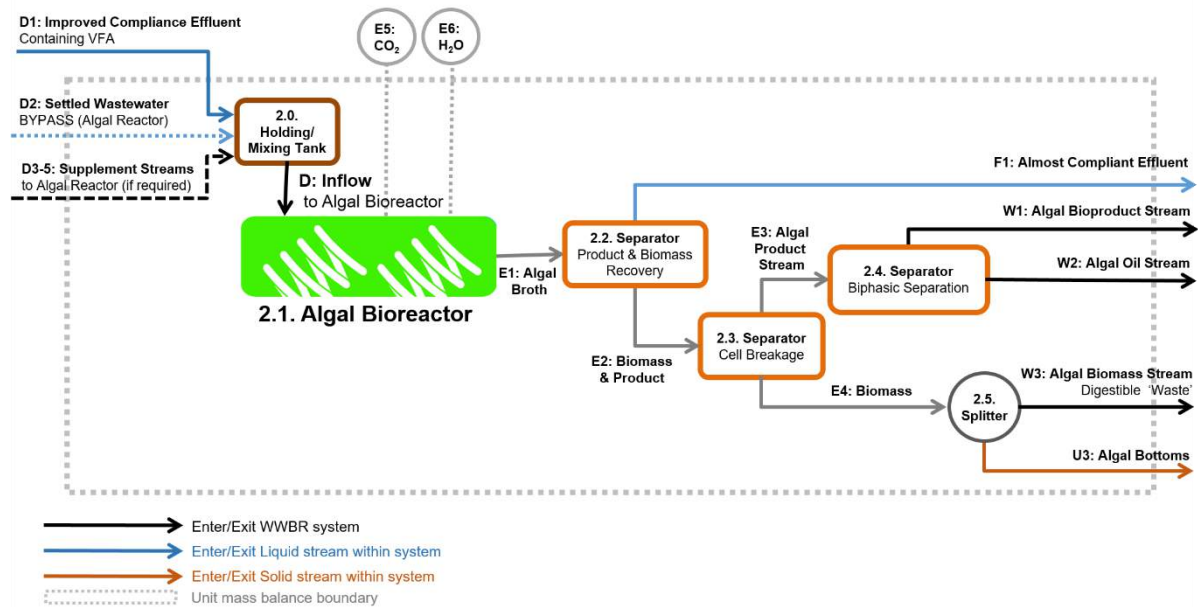 D1: Improved Compliance Effluent
Containing VFA
E5:
CO₂
E6:
H₂O
D2: Settled Wastewater
BYPASS (Algal Reactor)
2.0.
Holding/
Mixing Tank
D3-5: Supplement Streams
to Algal Reactor (if required)
D: Inflow
to Algal Bioreactor
F1: Almost Compliant Effluent
W1: Algal Bioproduct Stream
2.2. Separator
Product & Biomass
Recovery
E3: Algal
Product
Stream
2.4. Separator
Biphasic Separation
W2: Algal Oil Stream
E1: Algal
Broth
2.1. Algal Bioreactor
2.3. Separator
Cell Breakage
E2: Biomass
& Product
E4: Biomass
2.5.
Splitter
W3: Algal Biomass Stream
Digestible 'Waste'
U3: Algal Bottoms
Enter/Exit WWBR system
Enter/Exit Liquid stream within system
Enter/Exit Solid stream within system
Unit mass balance boundary